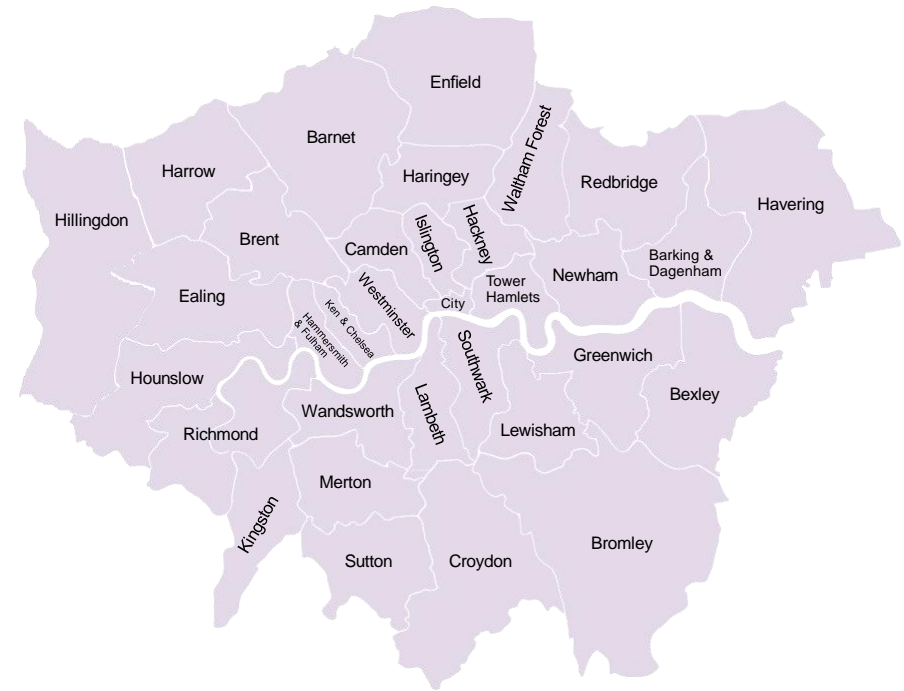 Enfield
Barnet
Waltham Forest
Harrow
Haringey
Redbridge
Havering
Hillingdon
Brent
Camden
Islington
Hackney
Barking &
Dagenham
Newham
Tower
Hamlets
Ealing
Westminster
City
Ken & Chelsea
Hammersmith
& Fulham
Greenwich
Hounslow
Southwark
Bexley
Wandsworth
Lambeth
Richmond
Lewisham
Merton
Kingston
Sutton
Croydon
Bromley